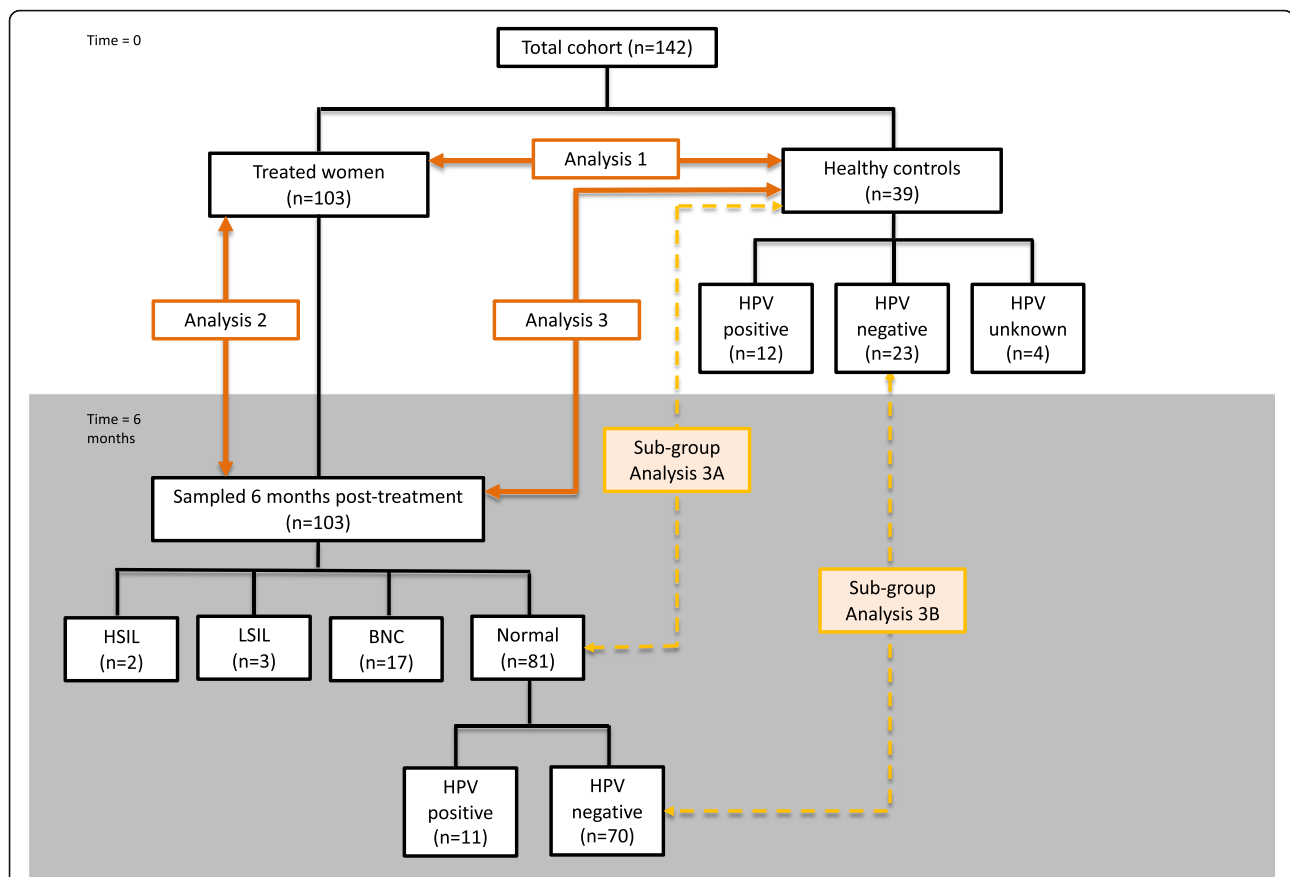 Time = 0
Total cohort (n=142)
Treated women
(n=103)
Analysis 1
Healthy controls
(n=39)
Analysis 2
Analysis 3
HPV
positive
(n=12)
HPV
negative
(n=23)
HPV
unknown
(n=4)
Time = 6
months
Sub-group
Analysis 3A
Sampled 6 months post-treatment
(n=103)
Sub-group
Analysis 3B
HSIL
(n=2)
LSIL
(n=3)
BNC
(n=17)
Normal
(n=81)
HPV
positive
(n=11)
HPV
negative
(n=70)